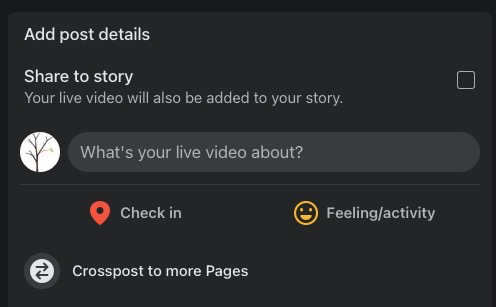 Add post details
Share to story
Your live video will also be added to your story.
What's your live video about?
Check in
Feeling/activity
Crosspost to more Pages